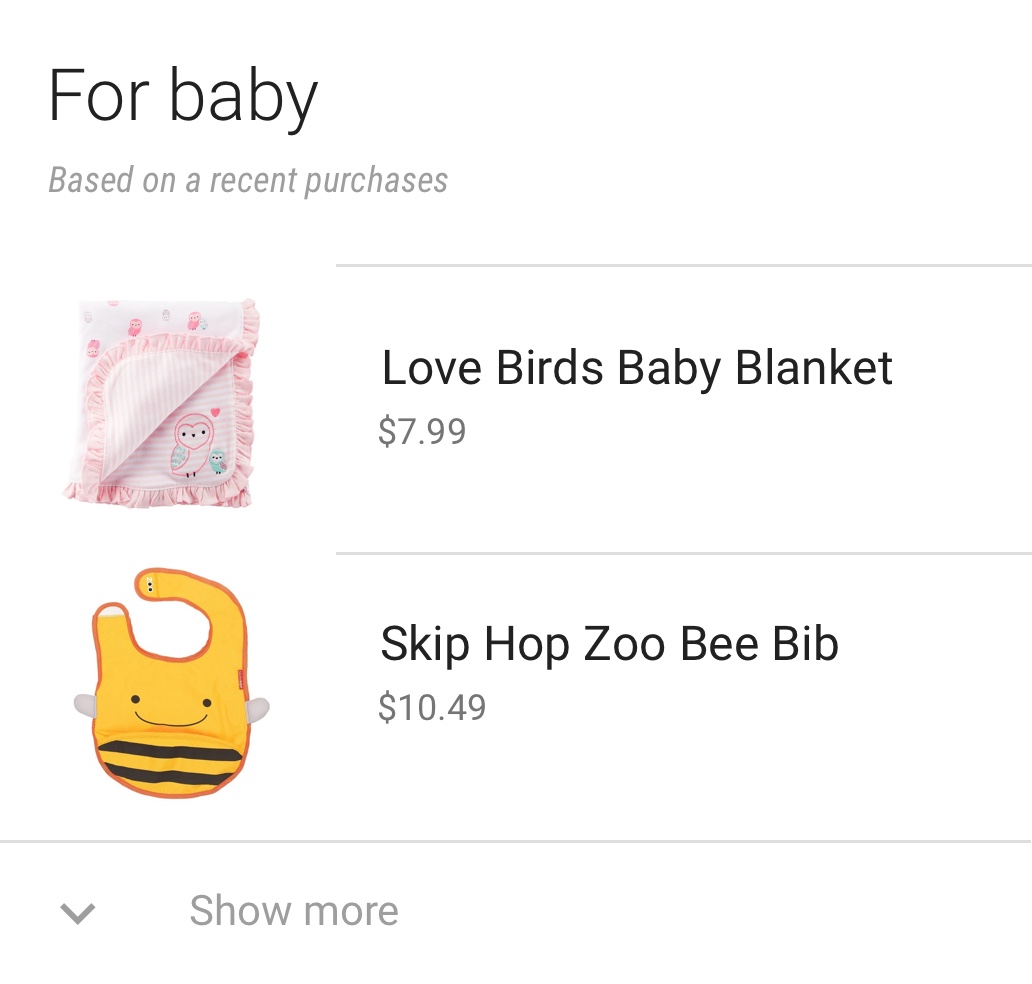 For baby
Based on a recent purchases
Love Birds Baby Blanket
$7.99
Skip Hop Zoo Bee Bib
$10.49
Show more